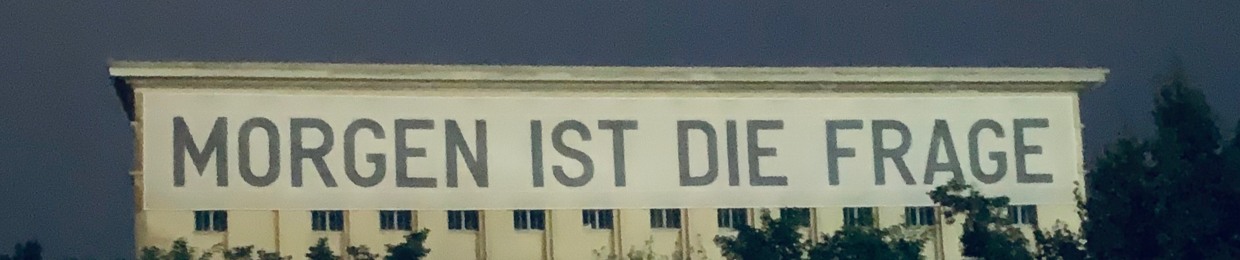 MORGEN IST DIE FRAGE